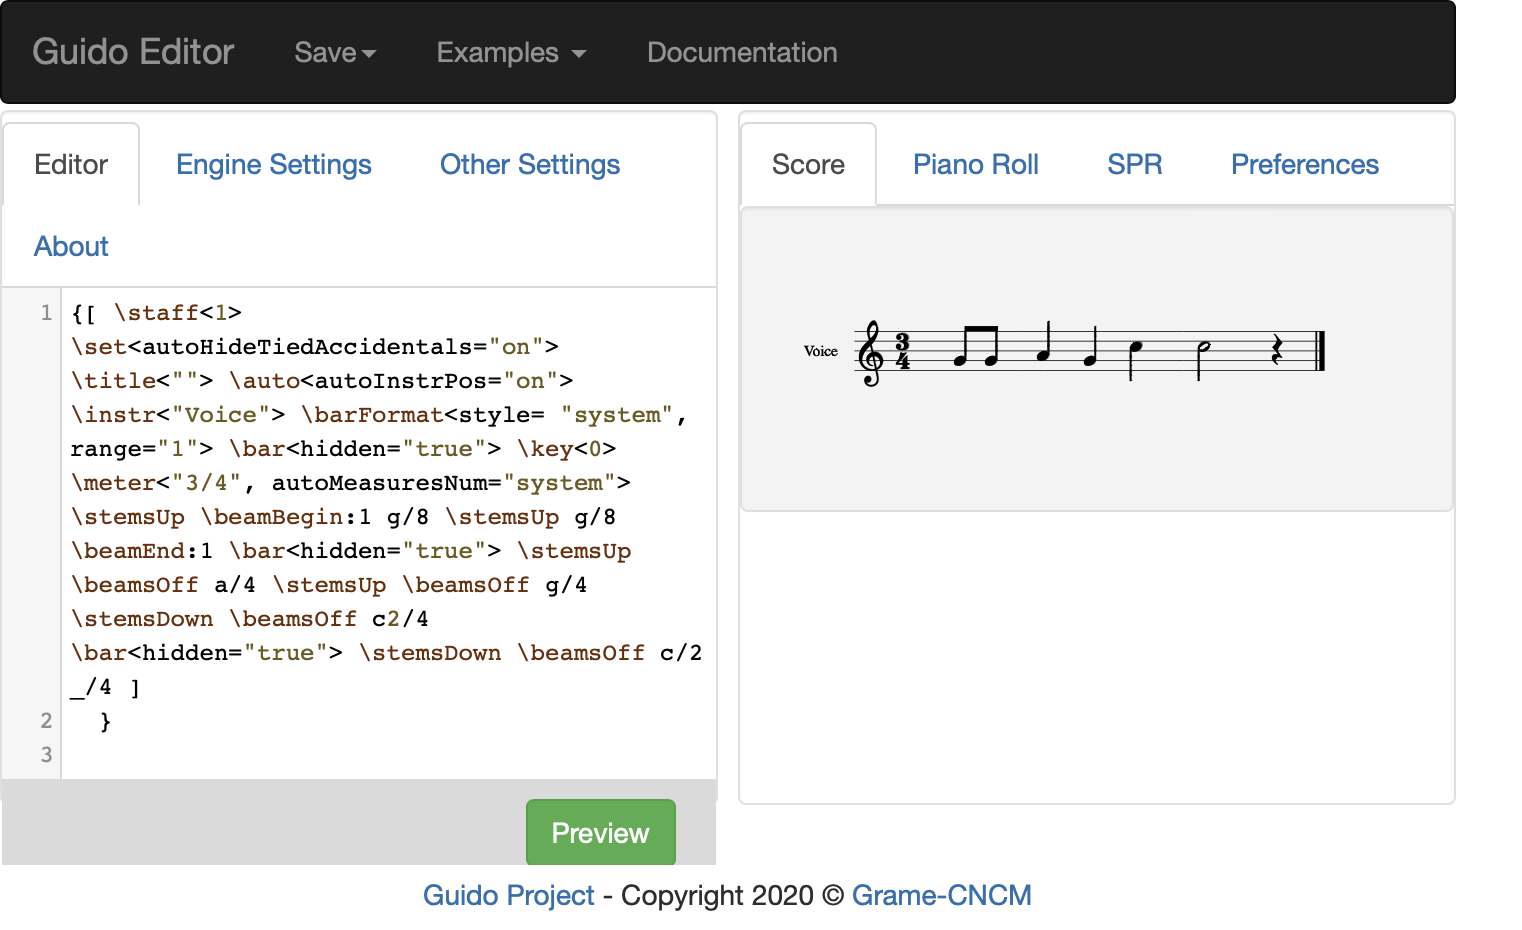 Guido Editor Save Examples Documentation
Editor Engine Settings Other Settings
About
1 {[ \staff<1>
\set<autoHideTiedAccidentals="on">
\title<""> \auto<autoInstrPos="on">
\instr<"Voice"> \barFormat<style= "system",
range="1"> \bar<hidden="true"> \key<0>
\meter<"3/4", autoMeasuresNum="system">
\stemsUp \beamBegin:1 g/8 \stemsUp g/8
\beamEnd:1 \bar<hidden="true"> \stemsUp
\beamsOff a/4 \stemsUp \beamsOff g/4
\stemsDown \beamsOff c2/4
\bar<hidden="true"> \stemsDown \beamsOff c/2
_/4 ]
2 }
3
Preview
Score Piano Roll SPR Preferences
Voice 3
4
Guido Project - Copyright 2020 © Grame-CNCM